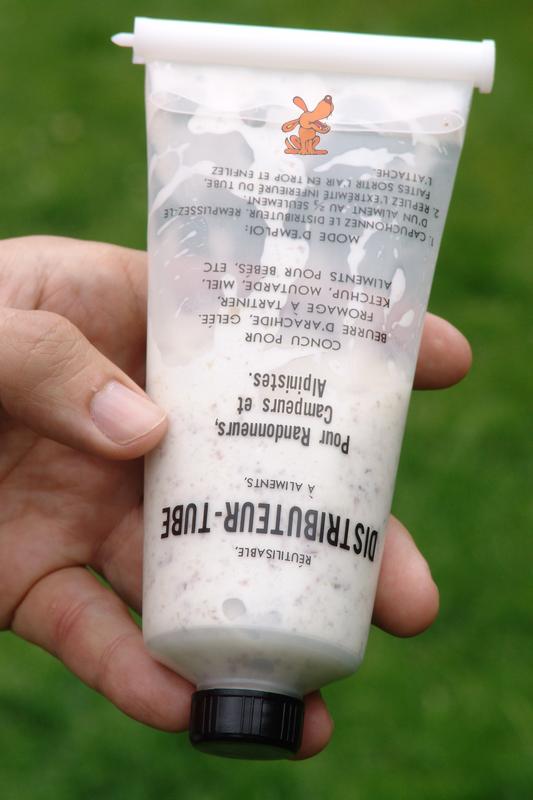 RÉUTILISABLE,
DISTRIBUTEUR-TUBE
À ALIMENTS,
Pour Randonneurs,
Campeurs et
Alpinistes.
CONCU POUR
BEURRE D'ARACHIDE, GELÉE.
FROMAGE À TARTINER,
KETCHUP, MOUTARDE, MIEL,
ALIMENTS POUR BEBÉS, ETC
MODE D'EMPLOI:
1. CAPUCHONNEZ LE DISTRIBUTEUR. REMPLISSEZ-LE
D'UN ALIMENT AU ⅔ SEULEMENT;
2. REPLIEZ L'EXTRÉMITÉ INFERIEURE DU TUBE,
FAITES SORTIR L'AIR EN TROP ET ENFILEZ
L'ATTACHE.